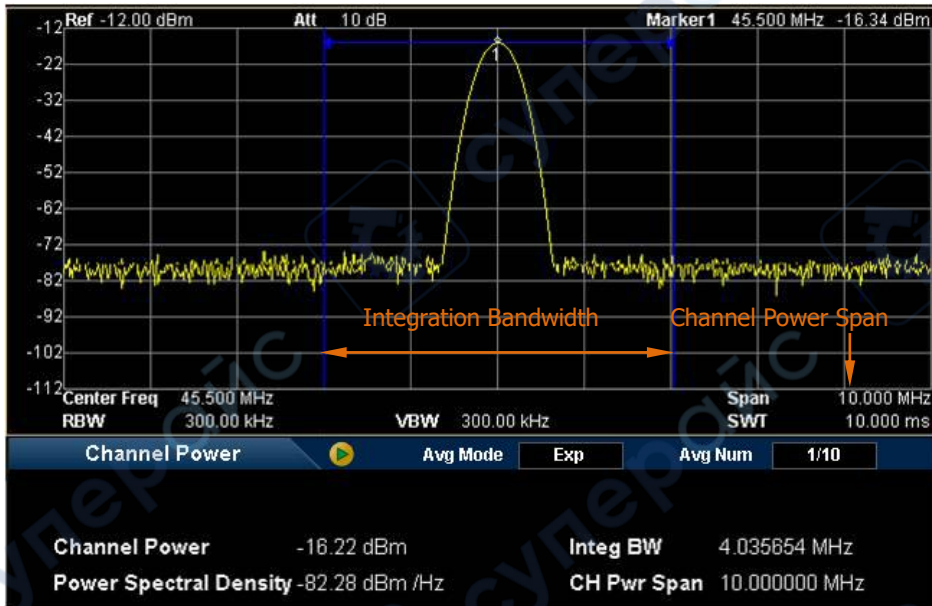 Ref -12.00 dBm Att 10 dB Marker1 45.500 MHz -16.34 dBm
-12
1
-22
-32
-42
-52
-62
-72
-82
-92
Integration Bandwidth Channel Power Span
-102
-112
Center Freq 45.500 MHz Span 10.000 MHz
RBW 300.00 kHz VBW 300.00 kHz SWT 10.000 ms
Channel Power Avg Mode Exp Avg Num 1/10
Channel Power -16.22 dBm Integ BW 4.035654 MHz
Power Spectral Density -82.28 dBm /Hz CH Pwr Span 10.000000 MHz
суперайс
суперайс
суперайс
суперайс